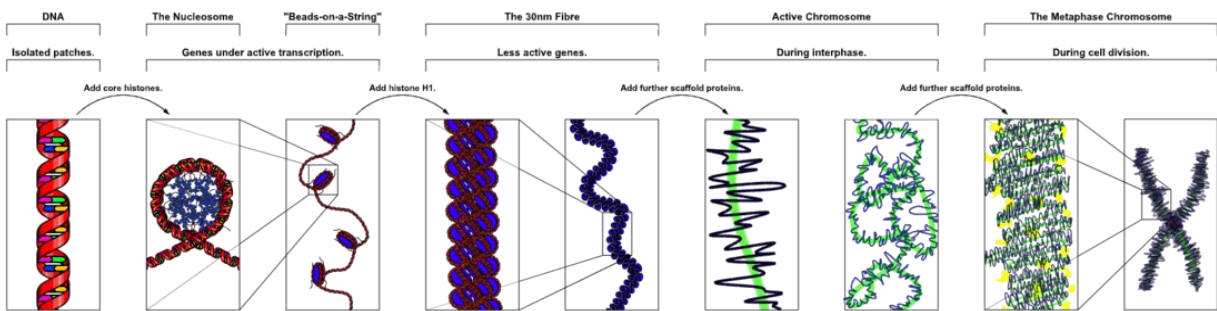 DNA
The Nucleosome
"Beads-on-a-String"
The 30nm Fibre
Active Chromosome
The Metaphase Chromosome
Isolated patches.
Genes under active transcription.
Less active genes.
During interphase.
During cell division.
Add core histones.
Add histone H1.
Add further scaffold proteins.
Add further scaffold proteins.